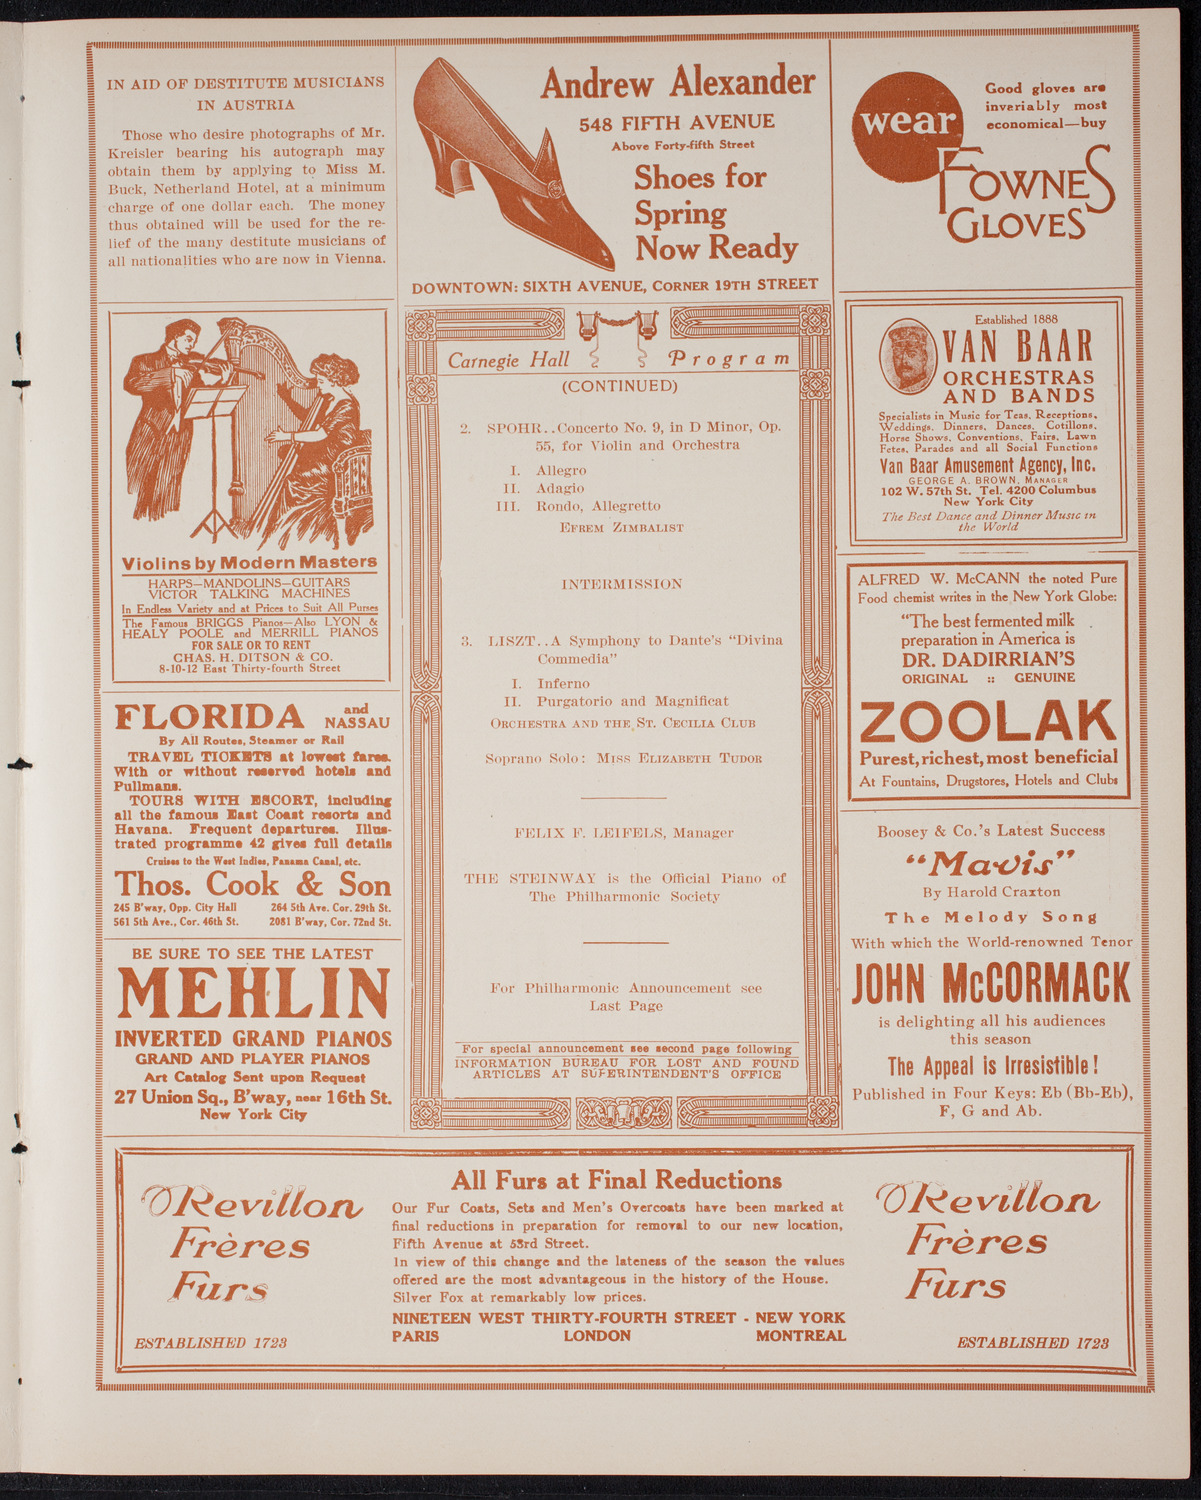 IN AID OF DESTITUTE MUSICIANS
IN AUSTRIA
Those who desire photographs of Mr.
Kreisler bearing his autograph may
obtain them by applying to Miss M.
Buck, Netherland Hotel, at a minimum
charge of one dollar each. The money
thus obtained will be used for the re-
lief of the many destitute musicians of
all nationalities who are now in Vienna.
Andrew Alexander
548 FIFTH AVENUE
Above Forty-fifth Street
Shoes for
Spring
Now Ready
DOWNTOWN: SIXTH AVENUE, CORNER 19TH STREET
wear
Good gloves are
inveriably most
economical—buy
FOWNES
GLOVES
Violins by Modern Masters
HARPS—MANDOLINS—GUITARS
VICTOR TALKING MACHINES
In Endless Variety and at Prices to Suit All Purses
The Famous BRIGGS Pianos—Also LYON &
HEALY POOLE and MERRILL PIANOS
FOR SALE OR TO RENT
CHAS. H. DITSON & CO.
8-10-12 East Thirty-fourth Street
FLORIDA and
NASSAU
By All Routes, Steamer or Rail
TRAVEL TICKETS at lowest fares.
With or without reserved hotels and
Pullmans.
TOURS WITH ESCORT, including
all the famous East Coast resorts and
Havana. Frequent departures. Illus-
trated programme 42 gives full details
Cruises to the West Indies, Panama Canal, etc.
Thos. Cook & Son
245 B'way, Opp. City Hall 264 5th Ave. Cor. 29th St.
561 5th Ave., Cor. 46th St. 2081 B'way, Cor. 72nd St.
BE SURE TO SEE THE LATEST
MEHLIN
INVERTED GRAND PIANOS
GRAND AND PLAYER PIANOS
Art Catalog Sent upon Request
27 Union Sq., B'way, near 16th St.
New York City
Carnegie Hall Program
(CONTINUED)
2. SPOHR..Concerto No. 9, in D Minor, Op.
55, for Violin and Orchestra
I. Allegro
II. Adagio
III. Rondo, Allegretto
EFREM ZIMBALIST
INTERMISSION
3. LISZT..A Symphony to Dante's "Divina
Commedia"
I. Inferno
II. Purgatorio and Magnificat
ORCHESTRA AND THE ST. CECILIA CLUB
Soprano Solo: MISS ELIZABETH TUDOR
FELIX F. LEIFELS, Manager
THE STEINWAY is the Official Piano of
The Philharmonic Society
For Philharmonic Announcement see
Last Page
For special announcement see second page following
INFORMATION BUREAU FOR LOST AND FOUND
ARTICLES AT SUFERINTENDENT'S OFFICE
Established 1888
VAN BAAR
ORCHESTRAS
AND BANDS
Specialists in Music for Teas, Receptions,
Weddings, Dinners, Dances, Cotillons,
Horse Shows, Conventions, Fairs, Lawn
Fetes, Parades and all Social Functions
Van Baar Amusement Agency, Inc.
GEORGE A. BROWN, MANAGER
102 W. 57th St. Tel. 4200 Columbus
New York City
The Best Dance and Dinner Music in
the World
ALFRED W. McCANN the noted Pure
Food chemist writes in the New York Globe:
"The best fermented milk
preparation in America is
DR. DADIRRIAN'S
ORIGINAL :: GENUINE
ZOOLAK
Purest, richest, most beneficial
At Fountains, Drugstores, Hotels and Clubs
Boosey & Co.'s Latest Success
"Mavis"
By Harold Craxton
The Melody Song
With which the World-renowned Tenor
JOHN McCORMACK
is delighting all his audiences
this season
The Appeal is Irresistible!
Published in Four Keys: Eb (Bb-Eb),
F, G and Ab.
Revillon
Frères
Furs
ESTABLISHED 1723
All Furs at Final Reductions
Our Fur Coats, Sets and Men's Overcoats have been marked at
final reductions in preparation for removal to our new location,
Fifth Avenue at 53rd Street.
In view of this change and the lateness of the season the values
offered are the most advantageous in the history of the House.
Silver Fox at remarkably low prices.
NINETEEN WEST THIRTY-FOURTH STREET - NEW YORK
PARIS LONDON MONTREAL
Revillon
Frères
Furs
ESTABLISHED 1723